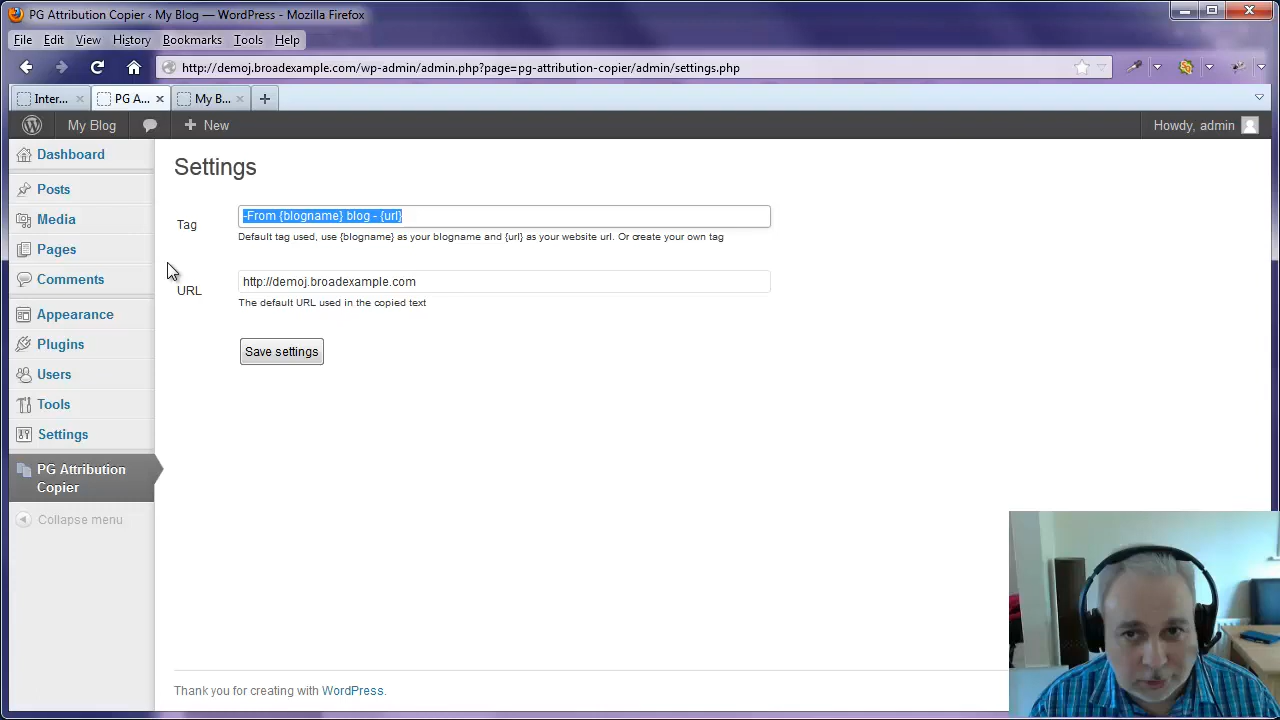 PG Attribution Copier ‹ My Blog — WordPress - Mozilla Firefox
File Edit View History Bookmarks Tools Help
http://demoj.broadexample.com/wp-admin/admin.php?page=pg-attribution-copier/admin/settings.php
Inter... PG A... My B...
My Blog New Howdy, admin
Dashboard
Posts
Media
Pages
Comments
Appearance
Plugins
Users
Tools
Settings
PG Attribution
Copier
Collapse menu
Settings
Tag -From {blogname} blog - {url}
Default tag used, use {blogname} as your blogname and {url} as your website url. Or create your own tag
URL http://demoj.broadexample.com
The default URL used in the copied text
Save settings
Thank you for creating with WordPress.